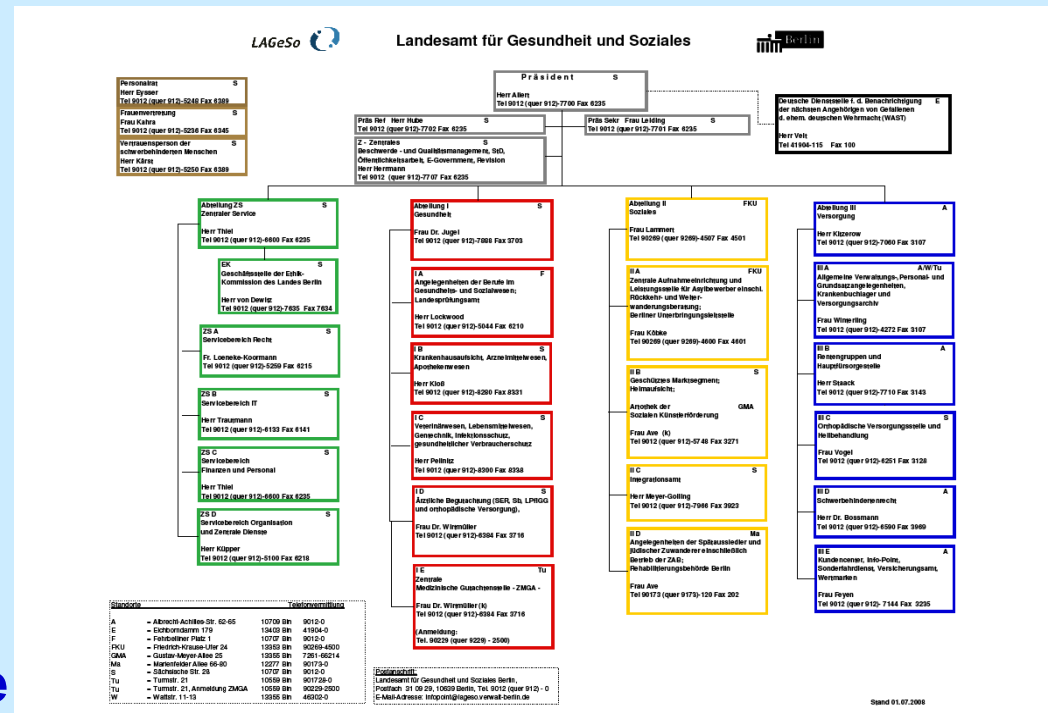 LAGeSo
Landesamt für Gesundheit und Soziales
Berlin
Personalrat S
Herr Eysser
Tel 9012 (quer 912)-5248 Fax 6389
Frauenvertretung S
Frau Kahra
Tel 9012 (quer 912)-5236 Fax 6345
Vertrauensperson der S
schwerbehinderten Menschen
Herr Kärst
Tel 9012 (quer 912)-5250 Fax 6389
Präsident S
Herr Allert
Tel 9012 (quer 912)-7700 Fax 6235
Präs Ref Herr Hube S
Tel 9012 (quer 912)-7702 Fax 6235
Präs Sekr Frau Leiding S
Tel 9012 (quer 912)-7701 Fax 6235
Z - Zentrales S
Beschwerde - und Qualitätsmanagement, StD,
Öffentlichkeitsarbeit, E-Government, Revision
Herr Herrmann
Tel 9012 (quer 912)-7707 Fax 6235
Deutsche Dienststelle f. d. Benachrichtigung E
der nächsten Angehörigen von Gefallenen
d. ehem. deutschen Wehrmacht (WAST)
Herr Velt
Tel 41904-115 Fax 100
Abteilung ZS S
Zentraler Service
Herr Thiel
Tel 9012 (quer 912)-6600 Fax 6235
EK S
Geschäftsstelle der Ethik-
Kommission des Landes Berlin
Herr von Dewitz
Tel 9012 (quer 912)-7635 Fax 7634
ZS A S
Servicebereich Recht
Fr. Loeneke-Koormann
Tel 9012 (quer 912)-5259 Fax 6215
ZS B S
Servicebereich IT
Herr Trautmann
Tel 9012 (quer 912)-6133 Fax 6141
ZS C S
Servicebereich
Finanzen und Personal
Herr Thiel
Tel 9012 (quer 912)-6600 Fax 6235
ZS D S
Servicebereich Organisation
und Zentrale Dienste
Herr Küpper
Tel 9012 (quer 912)-5100 Fax 6218
Abteilung I S
Gesundheit
Frau Dr. Jugel
Tel 9012 (quer 912)-7888 Fax 3703
I A F
Angelegenheiten der Berufe im
Gesundheits- und Sozialwesen;
Landesprüfungsamt
Herr Lockwood
Tel 9012 (quer 912)-5044 Fax 6210
I B S
Krankenhausaufsicht, Arzneimittelwesen,
Apothekenwesen
Herr Kloß
Tel 9012 (quer 912)-8280 Fax 8331
I C S
Veterinärwesen, Lebensmittelwesen,
Gentechnik, Infektionsschutz,
gesundheitlicher Verbraucherschutz
Herr Pellnitz
Tel 9012 (quer 912)-8300 Fax 8338
I D S
Ärztliche Begutachtung (SER, Sb, LPflGG
und orthopädische Versorgung),
Frau Dr. Wirtmüller
Tel 9012 (quer 912)-6384 Fax 3716
I E Tu
Zentrale
Medizinische Gutachtenstelle - ZMGA -
Frau Dr. Wirtmüller (k)
Tel 9012 (quer 912)-6384 Fax 3716
(Anmeldung:
Tel. 90229 (quer 9229) - 2500)
Abteilung II FKU
Soziales
Frau Lammert
Tel 90269 (quer 9269)-4507 Fax 4501
II A FKU
Zentrale Aufnahmeeinrichtung und
Leistungsstelle für Asylbewerber einschl.
Rückkehr- und Weiter-
wanderungsberatung;
Berliner Unterbringungsleitstelle
Frau Köbke
Tel 90269 (quer 9269)-4600 Fax 4601
II B S
Geschütztes Marktsegment;
Heimaufsicht;
Artothek der GMA
Sozialen Künstlerförderung
Frau Ave (k)
Tel 9012 (quer 912)-5748 Fax 3271
II C S
Integrationsamt
Herr Meyer-Golling
Tel 9012 (quer 912)-7966 Fax 3923
II D Ma
Angelegenheiten der Spätaussiedler und
jüdischer Zuwanderer einschließlich
Betrieb der ZAB;
Rehabilitierungsbehörde Berlin
Frau Ave
Tel 90173 (quer 9173)-120 Fax 202
Abteilung III A
Versorgung
Herr Kitzerow
Tel 9012 (quer 912)-7060 Fax 3107
III A A/W/Tu
Allgemeine Verwaltungs-, Personal- und
Grundsatzangelegenheiten,
Krankenbuchlager und
Versorgungsarchiv
Frau Winterling
Tel 9012 (quer 912)-4272 Fax 3107
III B A
Rentengruppen und
Hauptfürsorgestelle
Herr Staack
Tel 9012 (quer 912)-7710 Fax 3143
III C S
Orthopädische Versorgungsstelle und
Heilbehandlung
Frau Vogel
Tel 9012 (quer 912)-6251 Fax 3128
III D A
Schwerbehindertenrecht
Herr Dr. Bossmann
Tel 9012 (quer 912)-6590 Fax 3969
III E A
Kundencenter, Info-Point,
Sonderfahrdienst, Versicherungsamt,
Wertmarken
Frau Feyen
Tel 9012 (quer 912)- 7144 Fax 3235
Standorte Telefonvermittlung
A = Albrecht-Achilles-Str. 62-65 10709 Bln 9012-0
E = Eichborndamm 179 13403 Bln 41904-0
F = Fehrbelliner Platz 1 10707 Bln 9012-0
FKU = Friedrich-Krause-Ufer 24 13353 Bln 90269-4500
GMA = Gustav-Meyer-Allee 25 13355 Bln 7261-66214
Ma = Marienfelder Allee 66-80 12277 Bln 90173-0
S = Sächsische Str. 28 10707 Bln 9012-0
Tu = Turmstr. 21 10559 Bln 901728-0
Tu = Turmstr. 21, Anmeldung ZMGA 10559 Bln 90229-2500
W = Wattstr. 11-13 13355 Bln 46302-0
Postanschrift:
Landesamt für Gesundheit und Soziales Berlin,
Postfach 31 09 29, 10639 Berlin, Tel. 9012 (quer 912) - 0
E-Mail-Adresse: infopoint@lageso.verwalt-berlin.de
Stand 01.07.2008
e